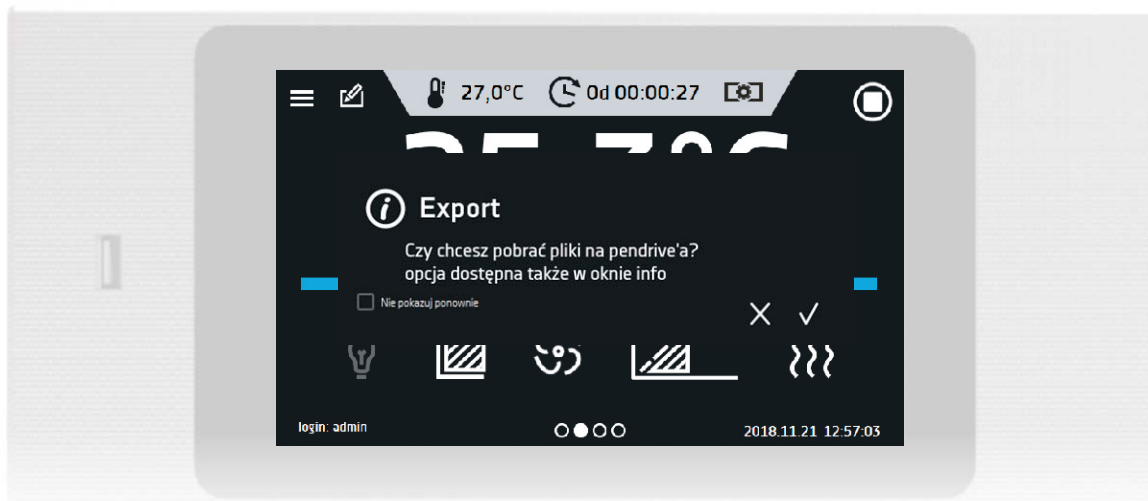 27,0°C 0d 00:00:27
Export
Czy chcesz pobrać pliki na pendrive'a?
opcja dostępna także w oknie info
Nie pokazuj ponownie
login: admin
2018.11.21 12:57:03